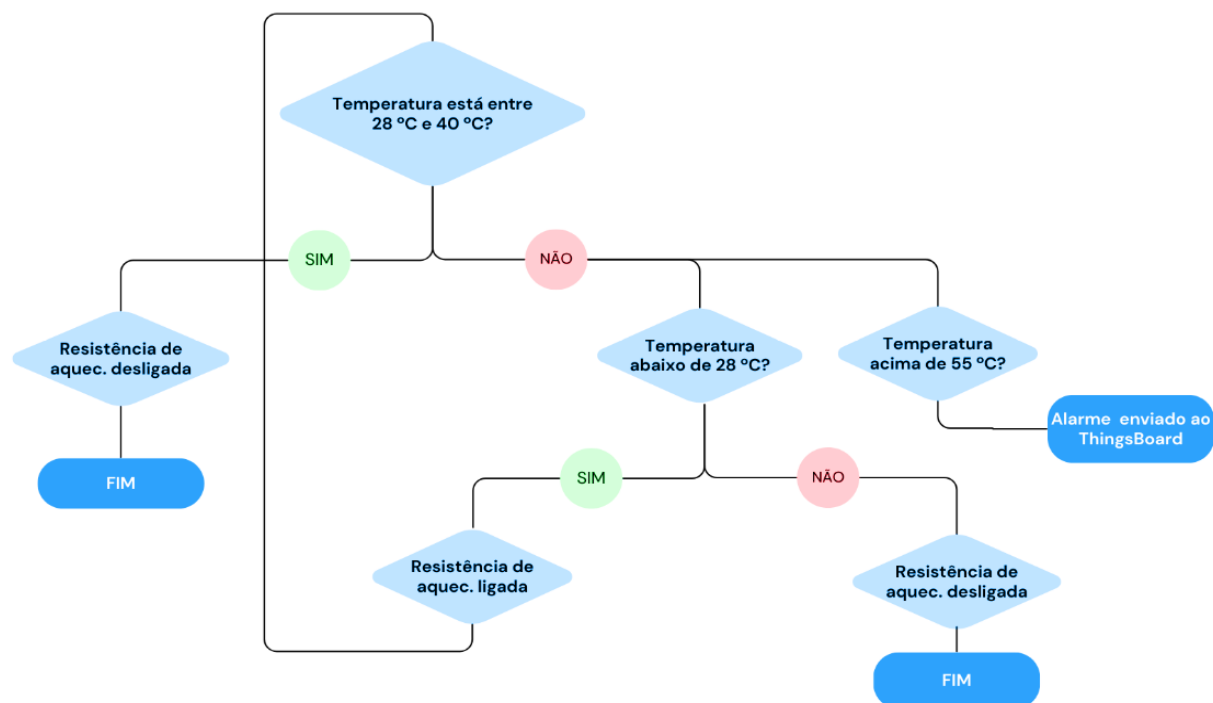 Temperatura está entre
28 ºC e 40 ºC?
SIM
NÃO
Resistência de
aquec. desligada
Temperatura
abaixo de 28 ºC?
Temperatura
acima de 55 ºC?
Alarme enviado ao
ThingsBoard
FIM
SIM
NÃO
Resistência de
aquec. ligada
Resistência de
aquec. desligada
FIM